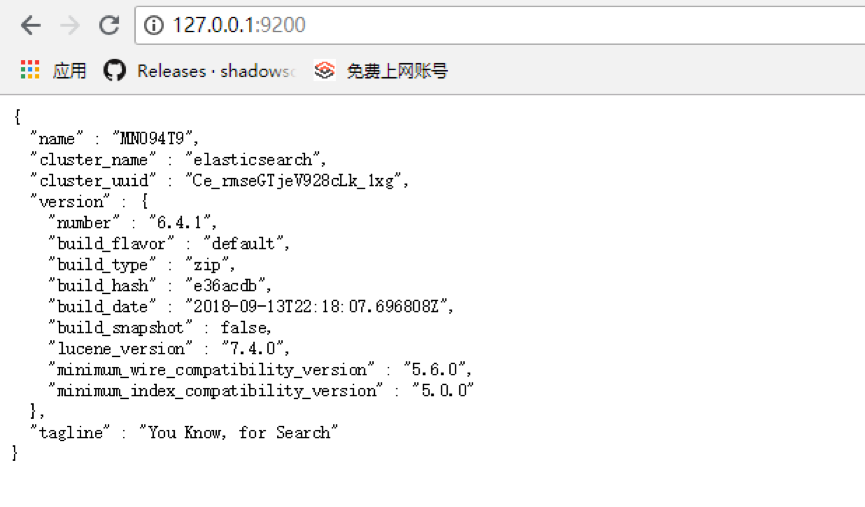 127.0.0.1:9200
应用 Releases · shadowso 免费上网账号
{
"name" : "MNO94T9",
"cluster_name" : "elasticsearch",
"cluster_uuid" : "Ce_rmseGTjeV928cLk_1xg",
"version" : {
"number" : "6.4.1",
"build_flavor" : "default",
"build_type" : "zip",
"build_hash" : "e36acdb",
"build_date" : "2018-09-13T22:18:07.696808Z",
"build_snapshot" : false,
"lucene_version" : "7.4.0",
"minimum_wire_compatibility_version" : "5.6.0",
"minimum_index_compatibility_version" : "5.0.0"
},
"tagline" : "You Know, for Search"
}